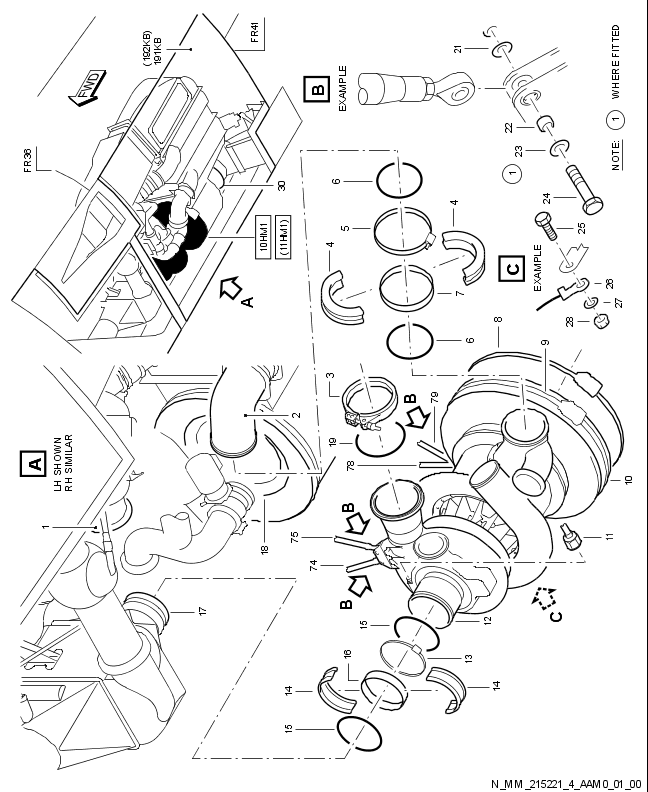 A
LH SHOWN
RH SIMILAR
1
2
18
17
FR36
FWD
(192KB)
191KB
FR41
30
10HM1
(11HM1)
A
B
EXAMPLE
21
22
23
1
24
NOTE: 1 WHERE FITTED
C
EXAMPLE
25
26
27
28
6
5
4
4
7
6
3
19
B
79
78
8
9
10
11
75
B
74
B
C
12
15
13
16
14
14
15
N_MM_215221_4_AAM0_01_00